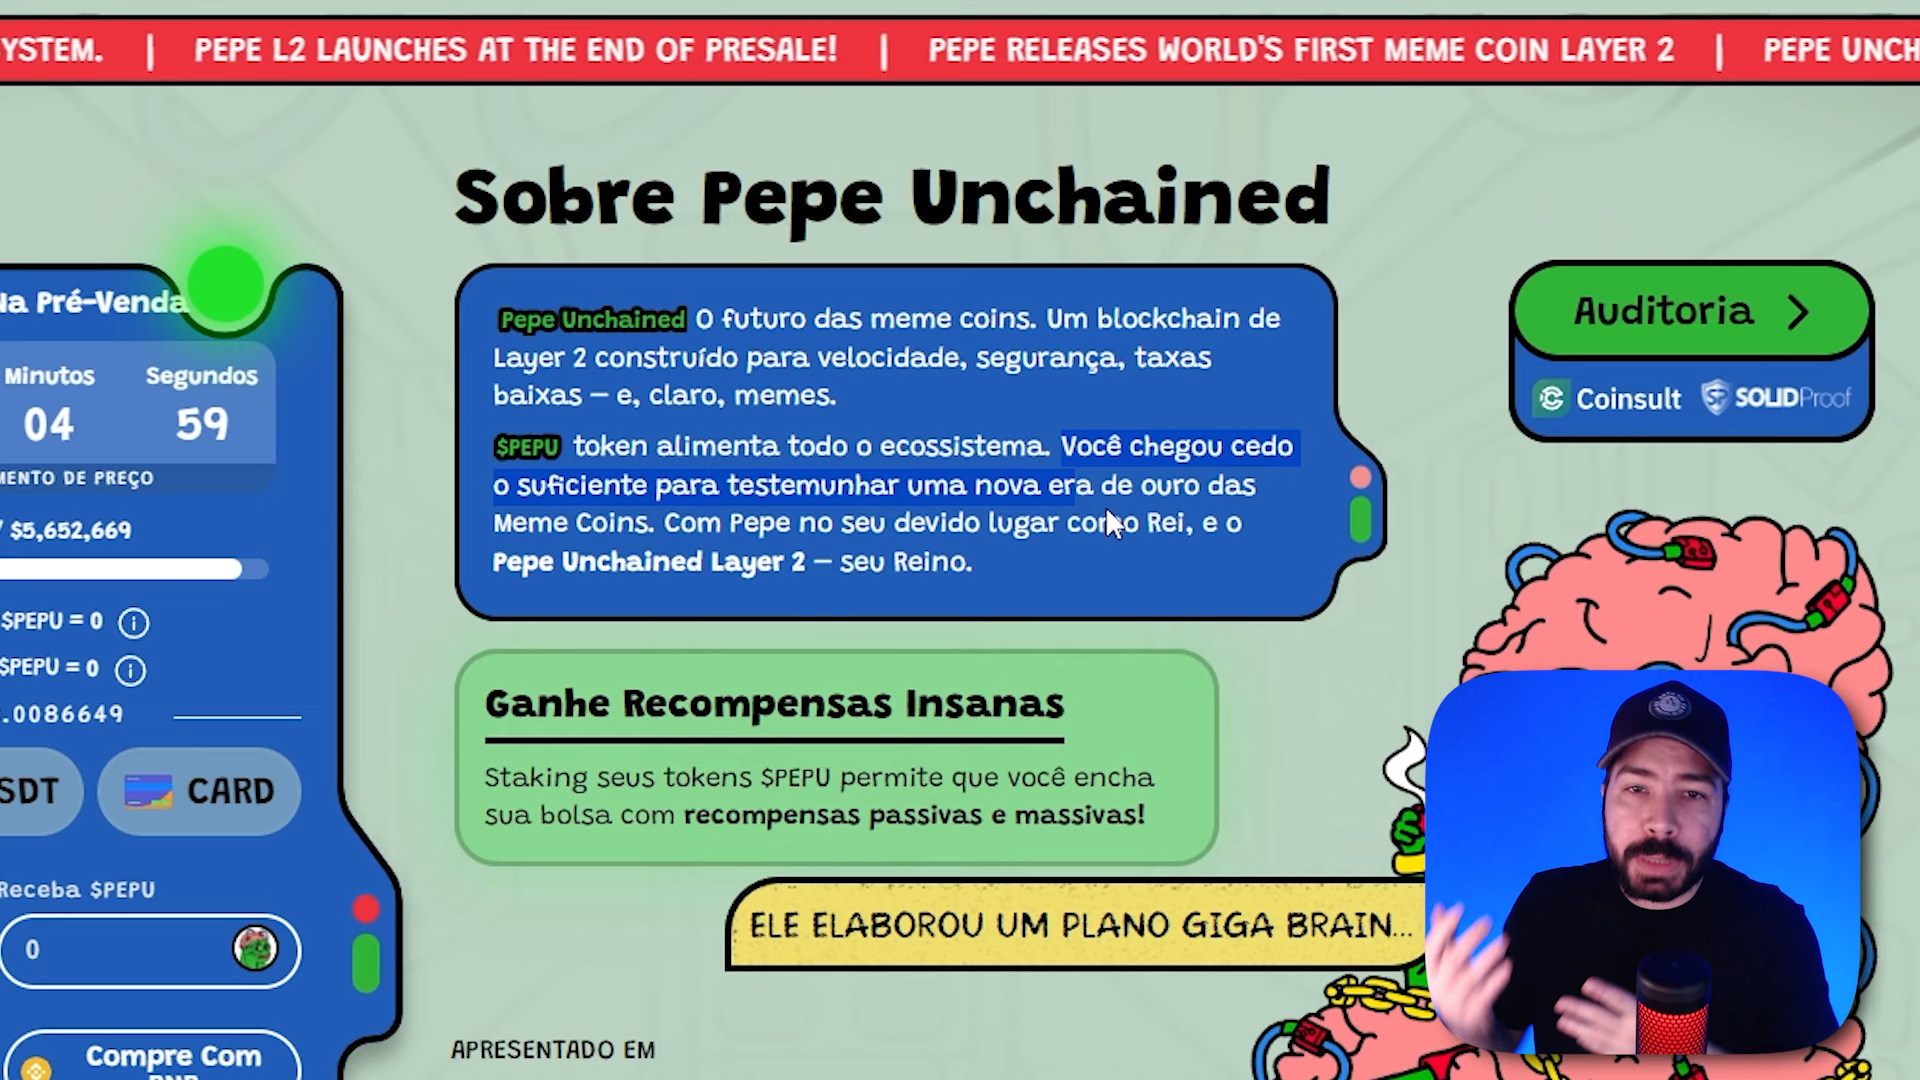 YSTEM. | PEPE L2 LAUNCHES AT THE END OF PRESALE! | PEPE RELEASES WORLD'S FIRST MEME COIN LAYER 2 | PEPE UNCH
Sobre Pepe Unchained
Na Pré-Venda
Minutos Segundos
04 59
MENTO DE PREÇO
/ $5,652,669
$PEPU = 0
$PEPU = 0
.0086649
SDT
CARD
Receba $PEPU
0
Compre Com
BNB
Pepe Unchained O futuro das meme coins. Um blockchain de
Layer 2 construído para velocidade, segurança, taxas
baixas – e, claro, memes.
$PEPU token alimenta todo o ecossistema. Você chegou cedo
o suficiente para testemunhar uma nova era de ouro das
Meme Coins. Com Pepe no seu devido lugar como Rei, e o
Pepe Unchained Layer 2 – seu Reino.
Auditoria
Coinsult SOLIDProof
Ganhe Recompensas Insanas
Staking seus tokens $PEPU permite que você encha
sua bolsa com recompensas passivas e massivas!
ELE ELABOROU UM PLANO GIGA BRAIN...
APRESENTADO EM